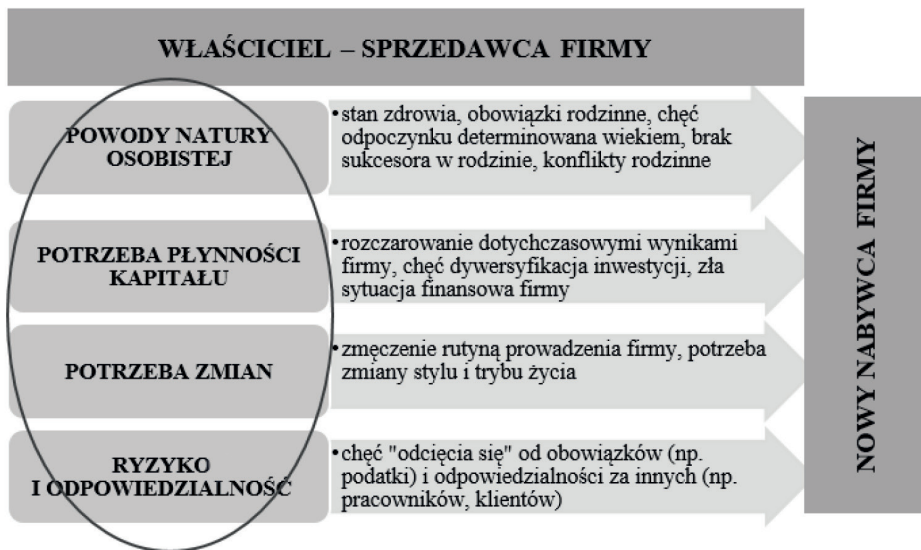 WŁAŚCICIEL – SPRZEDAWCA FIRMY
POWODY NATURY
OSOBISTEJ
•stan zdrowia, obowiązki rodzinne, chęć
odpoczynku determinowana wiekiem, brak
sukcesora w rodzinie, konflikty rodzinne
POTRZEBA PŁYNNOŚCI
KAPITAŁU
•rozczarowanie dotychczasowymi wynikami
firmy, chęć dywersyfikacja inwestycji, zła
sytuacja finansowa firmy
POTRZEBA ZMIAN
•zmęczenie rutyną prowadzenia firmy, potrzeba
zmiany stylu i trybu życia
RYZYKO
I ODPOWIEDZIALNOŚĆ
•chęć "odcięcia się" od obowiązków (np.
podatki) i odpowiedzialności za innych (np.
pracowników, klientów)
NOWY NABYWCA FIRMY